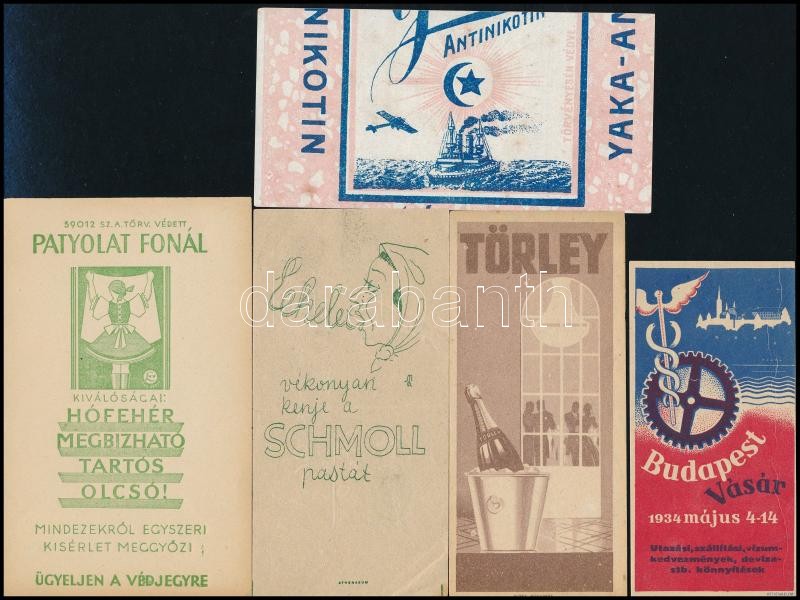 ANTINIKOTIN
NIKOTIN
TÖRVÉNYESEN VÉDVE
YAKA-AN
59012 SZ. A TÖRV. VÉDETT
PATYOLAT FONÁL
KIVÁLÓSÁGAI:
HÓFEHÉR
MEGBIZHATÓ
TARTÓS
OLCSÓ!
MINDEZEKRŐL EGYSZERI
KISÉRLET MEGGYŐZI ;
ÜGYELJEN A VÉDJEGYRE
vékonyan
kenje a
SCHMOLL
pastát
ATHENAEUM
TÖRLEY
Budapest
Vásár
1934 május 4-14
Utazási, szállítási, vízum-
kedvezmények, deviza-
stb. könnyítések
ATHENAEUM
darabanth